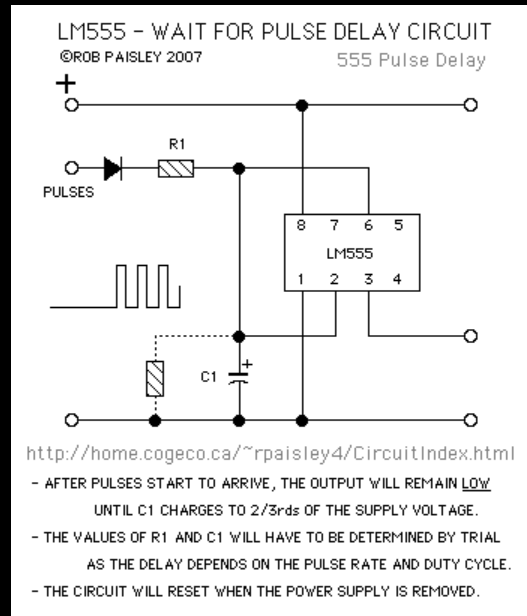 LM555 - WAIT FOR PULSE DELAY CIRCUIT
©ROB PAISLEY 2007
555 Pulse Delay
+
R1
PULSES
8 7 6 5
LM555
1 2 3 4
C1 +
http://home.cogeco.ca/~rpaisley4/CircuitIndex.html
- AFTER PULSES START TO ARRIVE, THE OUTPUT WILL REMAIN LOW
UNTIL C1 CHARGES TO 2/3rds OF THE SUPPLY VOLTAGE.
- THE VALUES OF R1 AND C1 WILL HAVE TO BE DETERMINED BY TRIAL
AS THE DELAY DEPENDS ON THE PULSE RATE AND DUTY CYCLE.
- THE CIRCUIT WILL RESET WHEN THE POWER SUPPLY IS REMOVED.